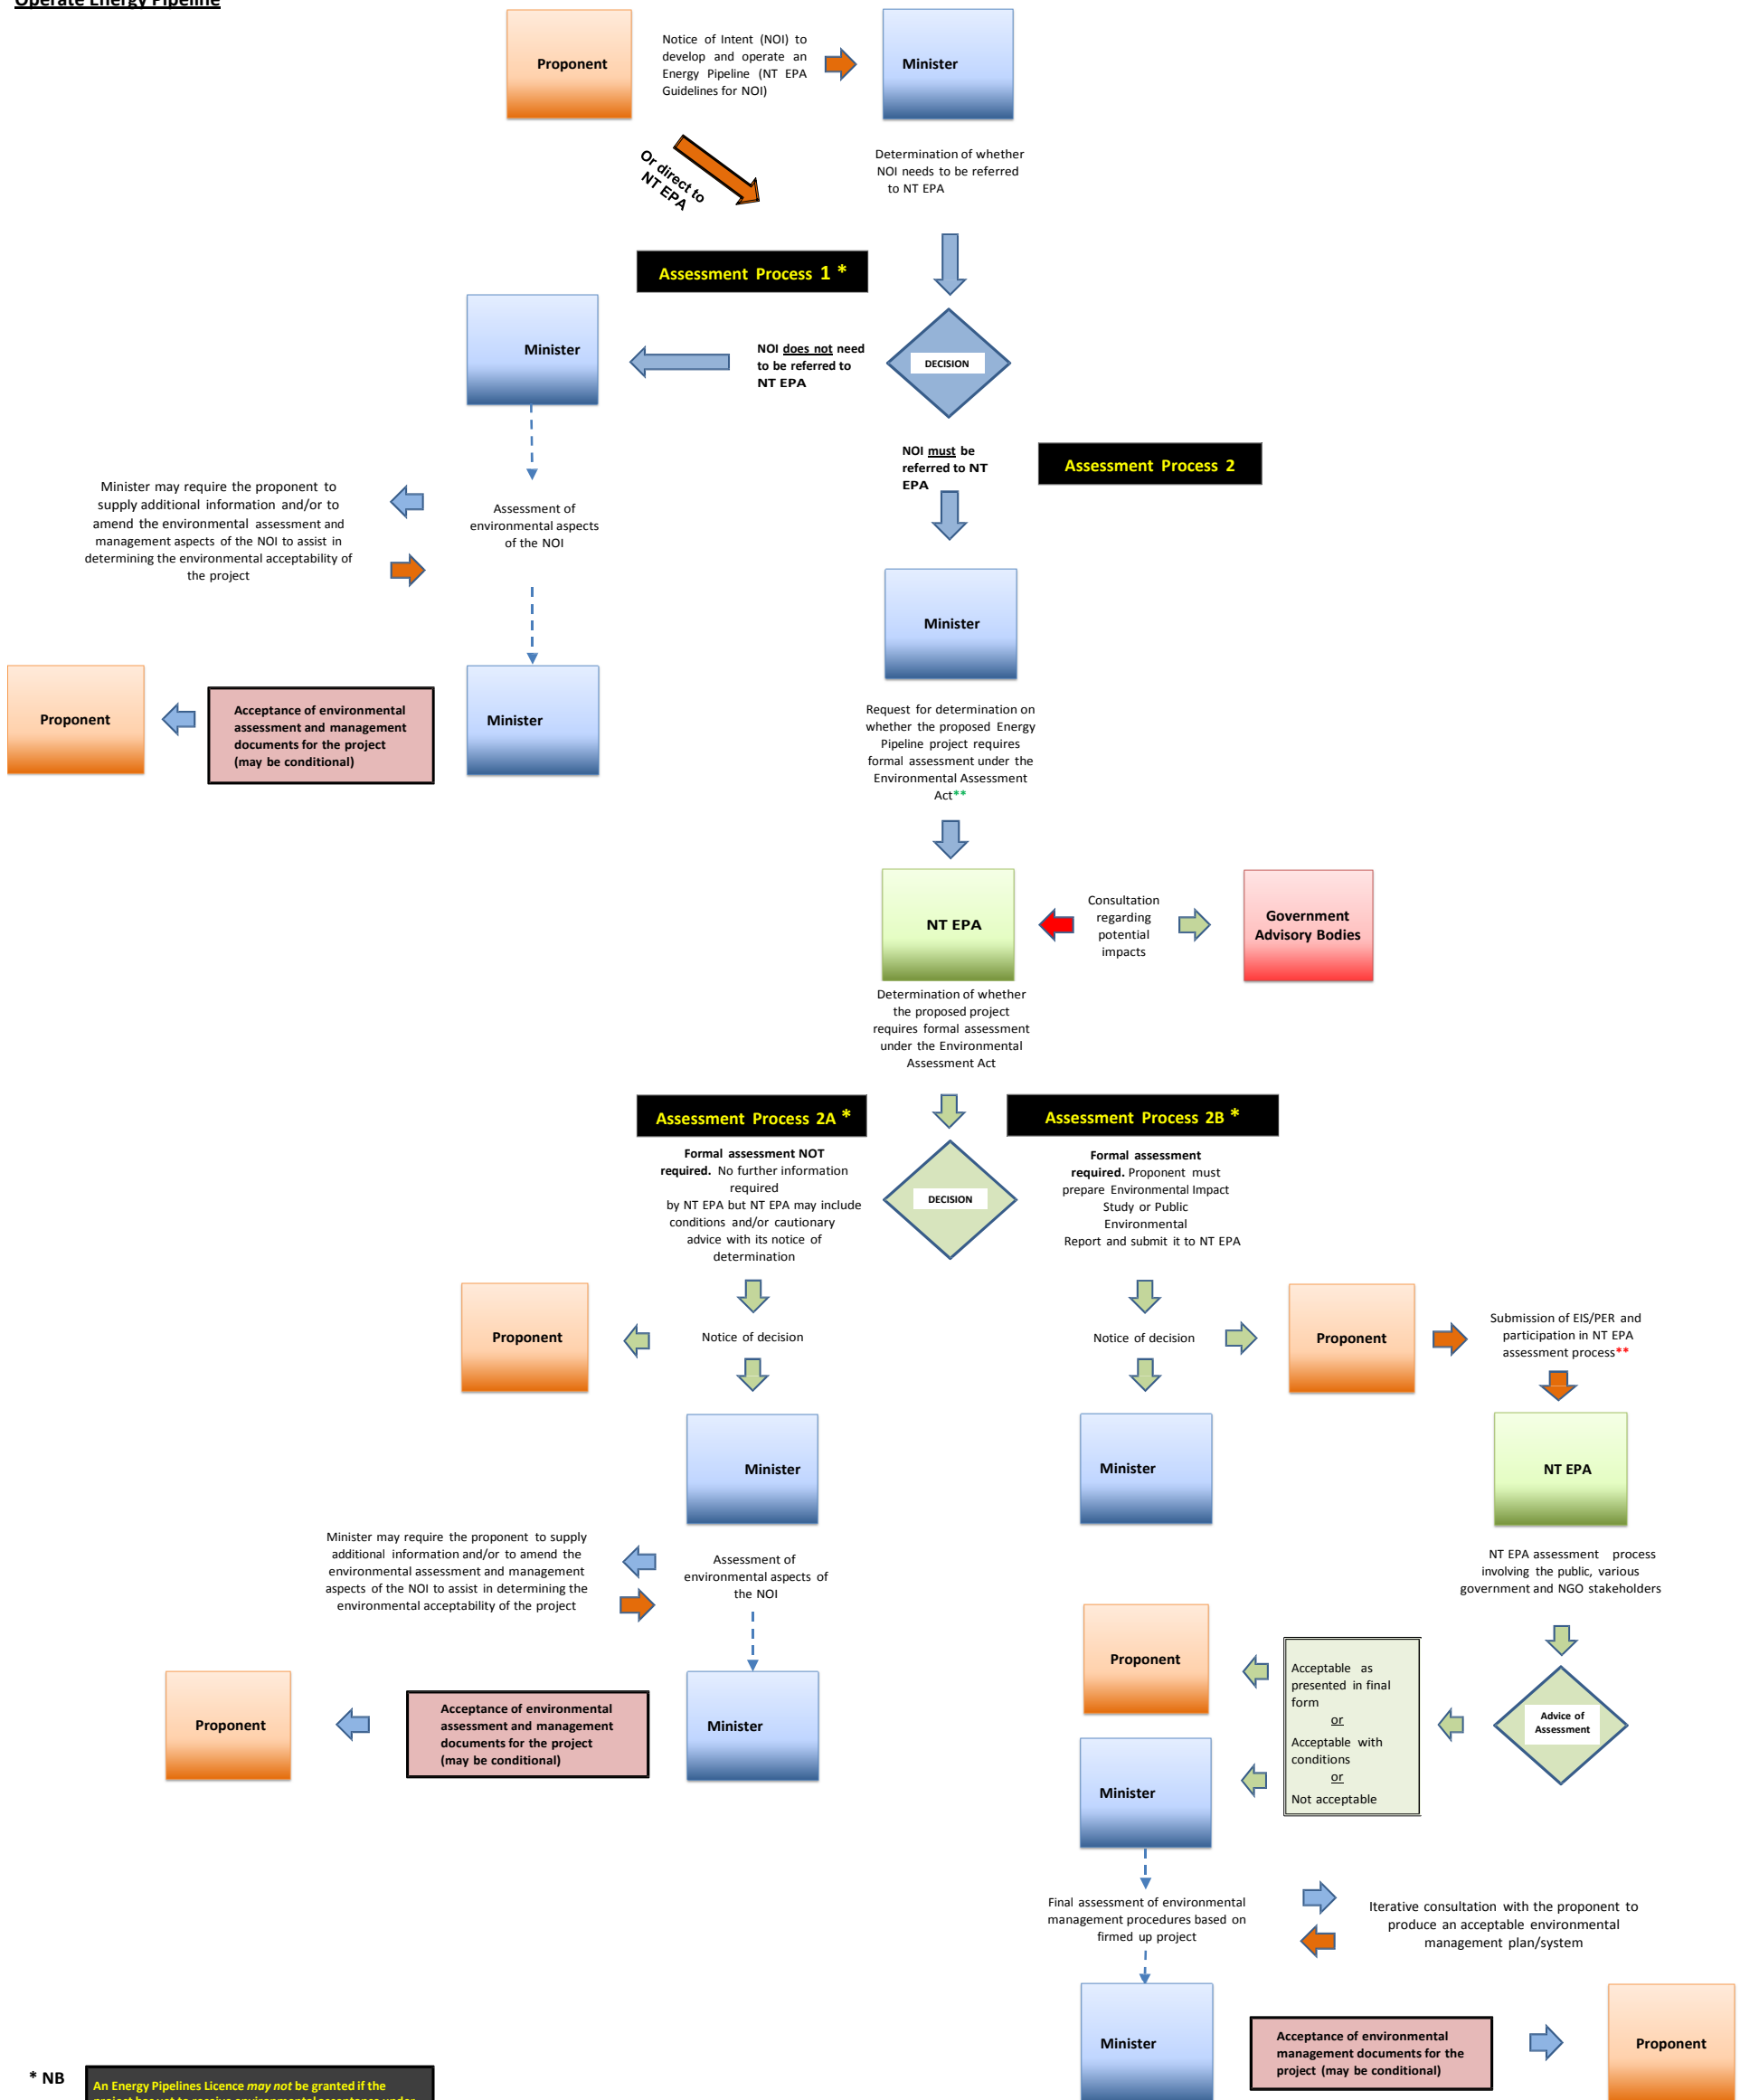 Operate Energy Pipeline
Proponent
Notice of Intent (NOI) to
develop and operate an
Energy Pipeline (NT EPA
Guidelines for NOI)
Minister
Or direct to
NT EPA
Determination of whether
NOI needs to be referred
to NT EPA
Assessment Process 1 *
Minister
NOI does not need
to be referred to
NT EPA
DECISION
NOI must be
referred to NT
EPA
Assessment Process 2
Minister may require the proponent to
supply additional information and/or to
amend the environmental assessment and
management aspects of the NOI to assist in
determining the environmental acceptability of
the project
Assessment of
environmental aspects
of the NOI
Minister
Proponent
Acceptance of environmental
assessment and management
documents for the project
(may be conditional)
Minister
Request for determination on
whether the proposed Energy
Pipeline project requires
formal assessment under the
Environmental Assessment
Act**
NT EPA
Consultation
regarding
potential
impacts
Government
Advisory Bodies
Determination of whether
the proposed project
requires formal assessment
under the Environmental
Assessment Act
Assessment Process 2A *
Assessment Process 2B *
Formal assessment NOT
required. No further information
required
by NT EPA but NT EPA may include
conditions and/or cautionary
advice with its notice of
determination
DECISION
Formal assessment
required. Proponent must
prepare Environmental Impact
Study or Public
Environmental
Report and submit it to NT EPA
Proponent
Notice of decision
Notice of decision
Proponent
Submission of EIS/PER and
participation in NT EPA
assessment process**
Minister
Minister
NT EPA
Minister may require the proponent to supply
additional information and/or to amend the
environmental assessment and management
aspects of the NOI to assist in determining the
environmental acceptability of the project
Assessment of
environmental aspects of
the NOI
NT EPA assessment process
involving the public, various
government and NGO stakeholders
Proponent
Acceptable as
presented in final
form
or
Acceptable with
conditions
or
Not acceptable
Advice of
Assessment
Proponent
Acceptance of environmental
assessment and management
documents for the project
(may be conditional)
Minister
Minister
Final assessment of environmental
management procedures based on
firmed up project
Iterative consultation with the proponent to
produce an acceptable environmental
management plan/system
Minister
Acceptance of environmental
management documents for the
project (may be conditional)
Proponent
* NB
An Energy Pipelines Licence may not be granted if the
project has yet to receive environmental acceptance under